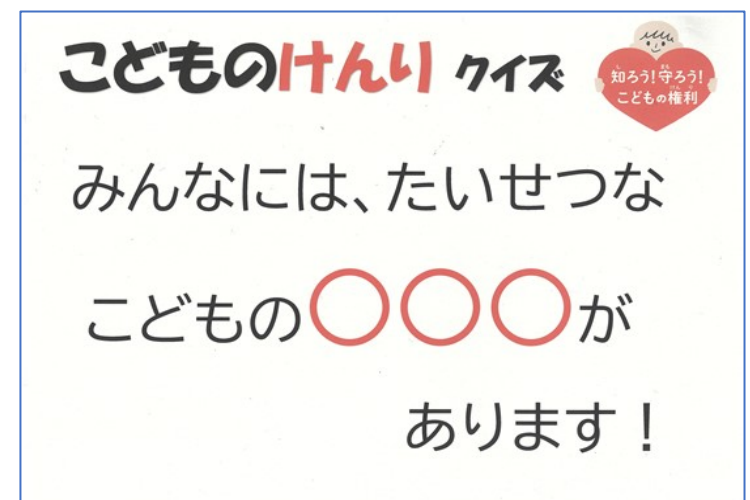 こどものけんり クイズ
知ろう!守ろう!
こどもの権利
みんなには、たいせつな
こどもの〇〇〇が
あります!